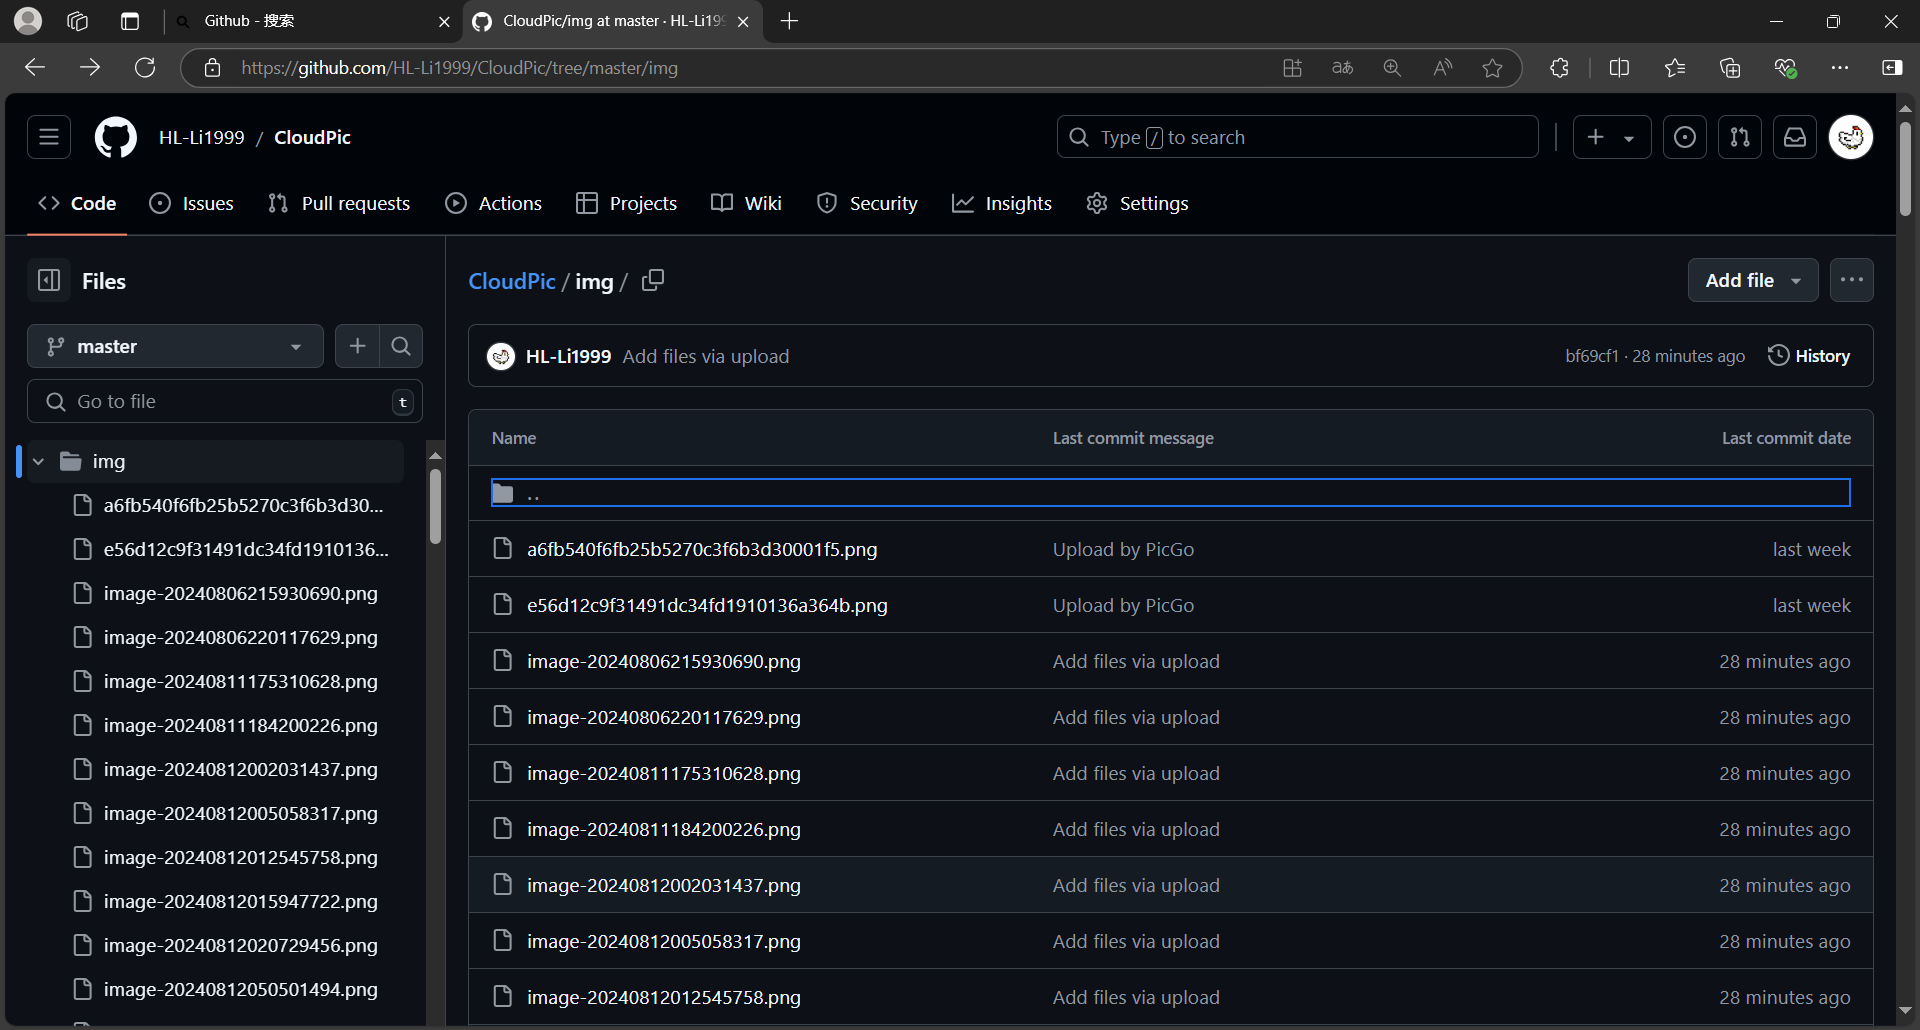 Github - 搜索
CloudPic/img at master · HL-Li199
https://github.com/HL-Li1999/CloudPic/tree/master/img
HL-Li1999 / CloudPic
Type / to search
Code Issues Pull requests Actions Projects Wiki Security Insights Settings
Files
master
Go to file t
img
a6fb540f6fb25b5270c3f6b3d30...
e56d12c9f31491dc34fd1910136...
image-20240806215930690.png
image-20240806220117629.png
image-20240811175310628.png
image-20240811184200226.png
image-20240812002031437.png
image-20240812005058317.png
image-20240812012545758.png
image-20240812015947722.png
image-20240812020729456.png
image-20240812050501494.png
CloudPic / img /
Add file
HL-Li1999 Add files via upload bf69cf1 · 28 minutes ago History
Name Last commit message Last commit date
..
a6fb540f6fb25b5270c3f6b3d30001f5.png Upload by PicGo last week
e56d12c9f31491dc34fd1910136a364b.png Upload by PicGo last week
image-20240806215930690.png Add files via upload 28 minutes ago
image-20240806220117629.png Add files via upload 28 minutes ago
image-20240811175310628.png Add files via upload 28 minutes ago
image-20240811184200226.png Add files via upload 28 minutes ago
image-20240812002031437.png Add files via upload 28 minutes ago
image-20240812005058317.png Add files via upload 28 minutes ago
image-20240812012545758.png Add files via upload 28 minutes ago